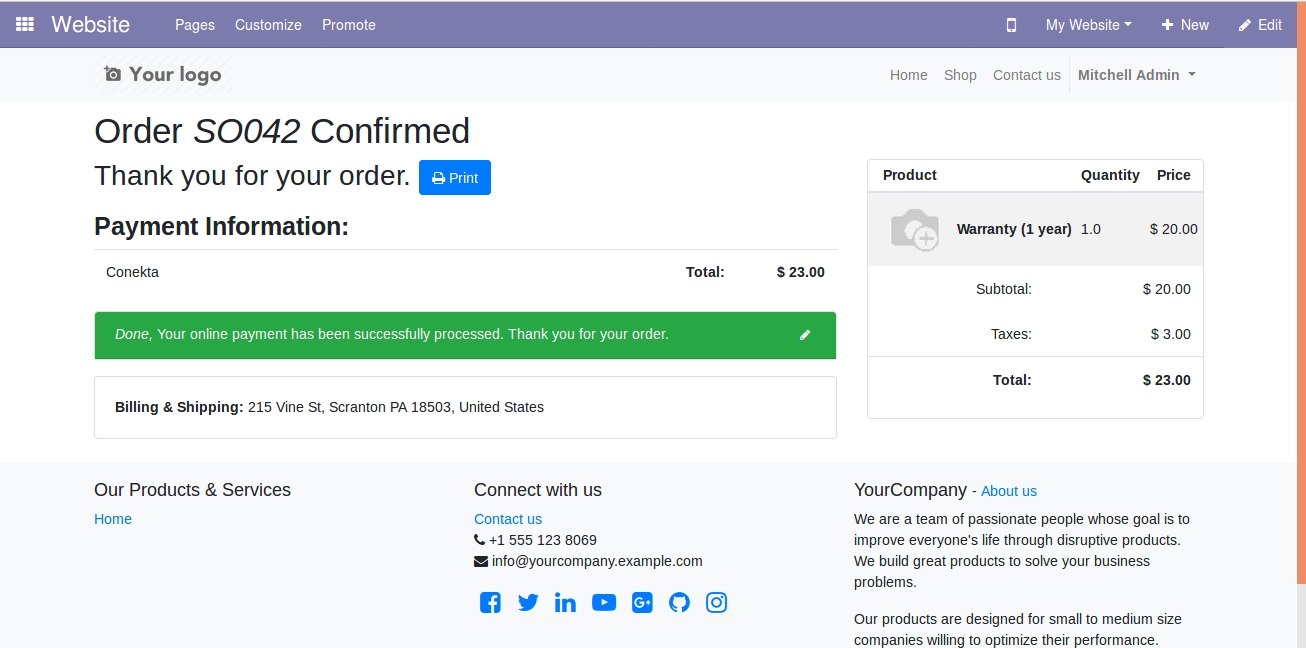 Website Pages Customize Promote My Website New Edit
Your logo Home Shop Contact us Mitchell Admin
Order SO042 Confirmed
Thank you for your order. Print
Payment Information:
Conekta Total: $ 23.00
Done, Your online payment has been successfully processed. Thank you for your order.
Billing & Shipping: 215 Vine St, Scranton PA 18503, United States
Product Quantity Price
Warranty (1 year) 1.0 $ 20.00
Subtotal: $ 20.00
Taxes: $ 3.00
Total: $ 23.00
Our Products & Services
Home
Connect with us
Contact us
+1 555 123 8069
info@yourcompany.example.com
YourCompany - About us
We are a team of passionate people whose goal is to
improve everyone's life through disruptive products.
We build great products to solve your business
problems.
Our products are designed for small to medium size
companies willing to optimize their performance.